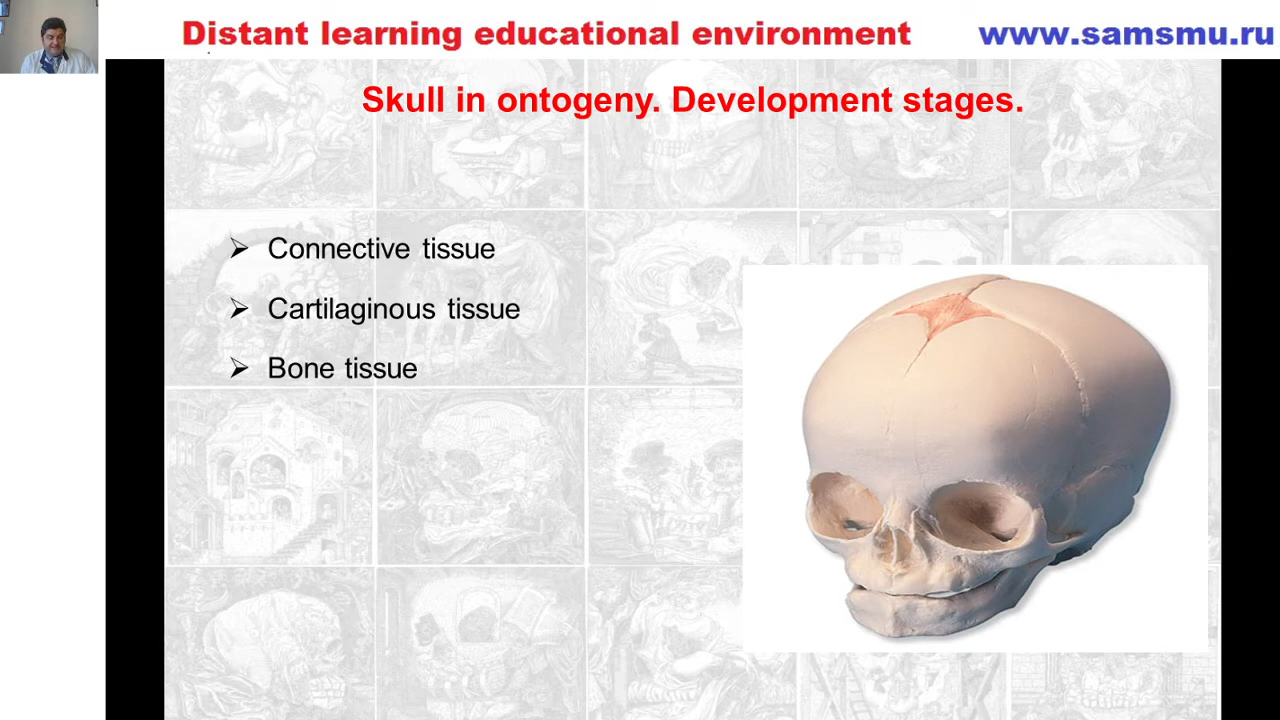 Distant learning educational environment
www.samsmu.ru
Skull in ontogeny. Development stages.
➢ Connective tissue
➢ Cartilaginous tissue
➢ Bone tissue